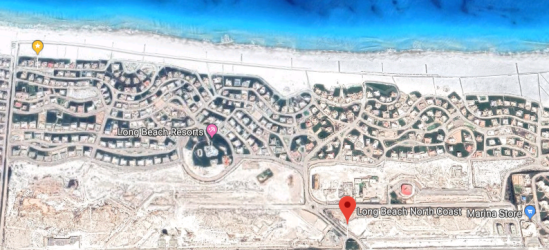 Long Beach Resorts
Long Beach North Coast
Marina Store